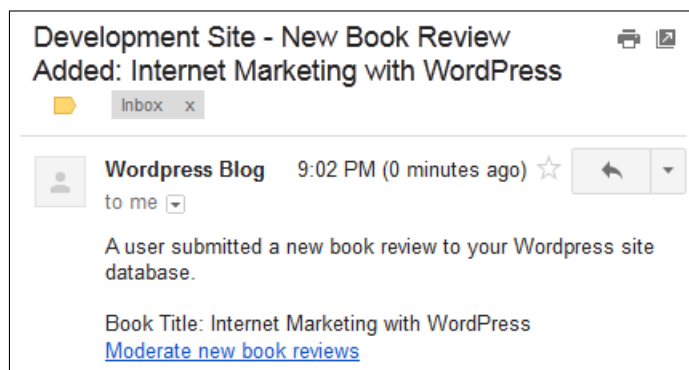 Development Site - New Book Review
Added: Internet Marketing with WordPress
Inbox x
Wordpress Blog 9:02 PM (0 minutes ago)
to me
A user submitted a new book review to your Wordpress site
database.
Book Title: Internet Marketing with WordPress
Moderate new book reviews